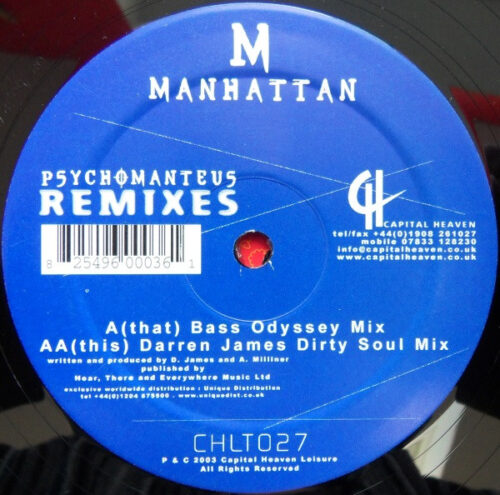 M
MANHATTAN
PSYCHOMANTEUS
REMIXES
CH
CAPITAL HEAVEN
tel/fax +44(0)1908 261027
mobile 07833 128230
info@capitalheaven.co.uk
www.capitalheaven.co.uk
8 25496 00036 1
A(that) Bass Odyssey Mix
AA(this) Darren James Dirty Soul Mix
written and produced by D. James and A. Milliner
published by
Hear, There and Everywhere Music Ltd
exclusive worldwide distribution : Unique Distribution
tel +44(0)1204 675500 . www.uniquedist.co.uk
CHLT027
P & C 2003 Capital Heaven Leisure
All Rights Reserved